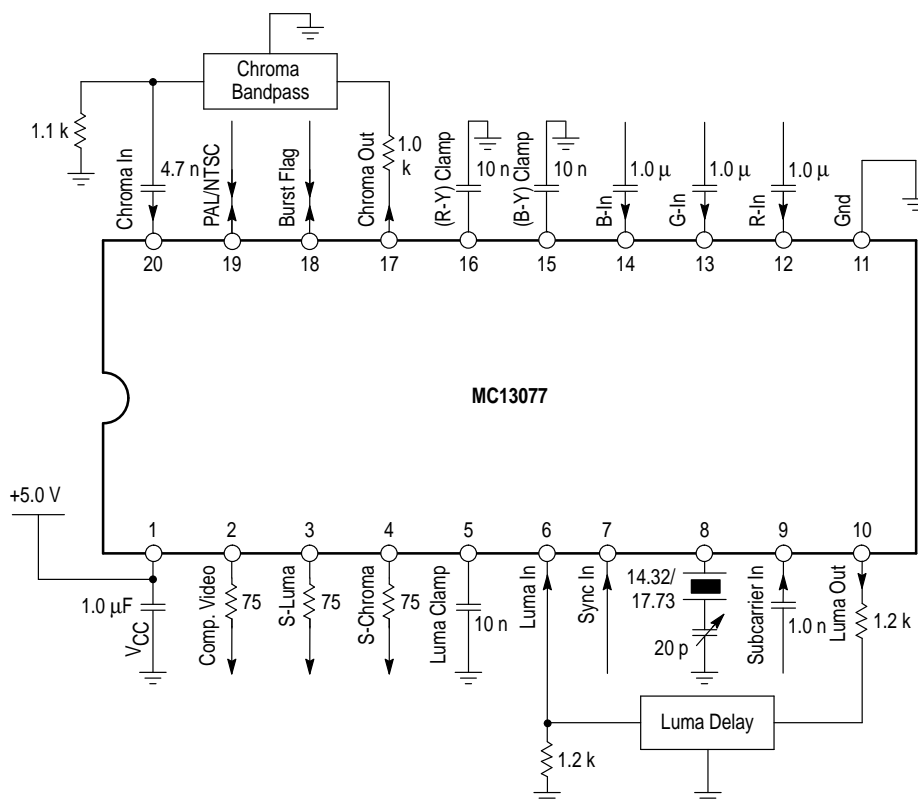 Chroma
Bandpass
1.1 k
Chroma In
4.7 n
PAL/NTSC
Burst Flag
Chroma Out
1.0
k
(R-Y) Clamp
10 n
(B-Y) Clamp
10 n
B-In
1.0 µ
G-In
1.0 µ
R-In
1.0 µ
Gnd
20
19
18
17
16
15
14
13
12
11
MC13077
+5.0 V
1
2
3
4
5
6
7
8
9
10
1.0 µF
VCC
Comp. Video
75
S-Luma
75
S-Chroma
75
Luma Clamp
10 n
Luma In
Sync In
14.32/
17.73
20 p
Subcarrier In
1.0 n
Luma Out
1.2 k
Luma Delay
1.2 k